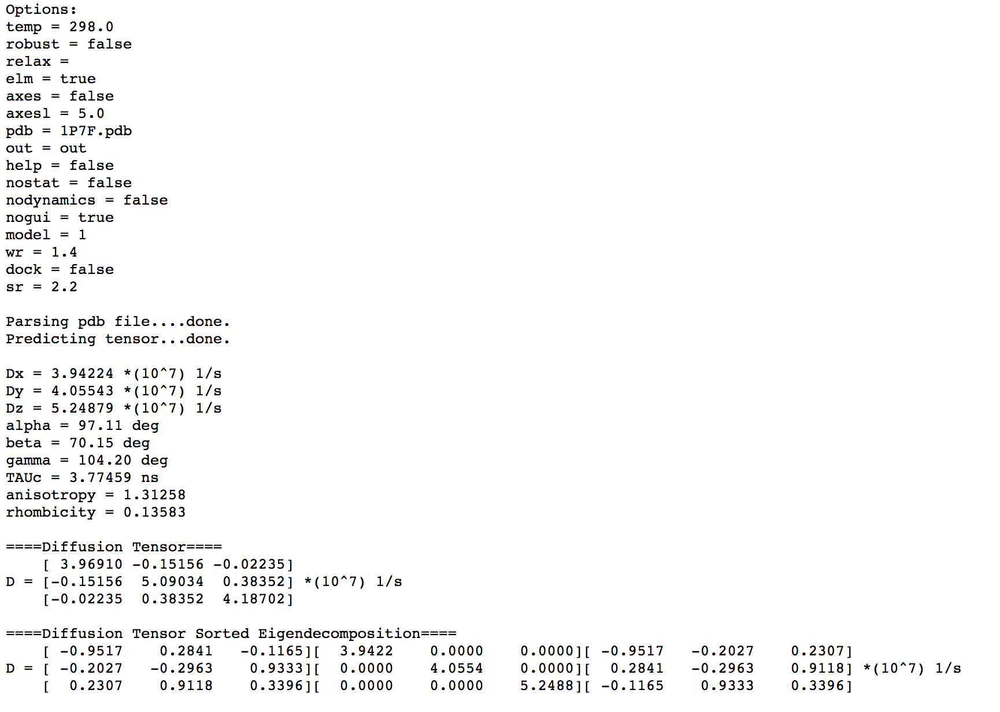 Options:
temp = 298.0
robust = false
relax =
elm = true
axes = false
axesl = 5.0
pdb = 1P7F.pdb
out = out
help = false
nostat = false
nodynamics = false
nogui = true
model = 1
wr = 1.4
dock = false
sr = 2.2

Parsing pdb file....done.
Predicting tensor...done.

Dx = 3.94224 *(10^7) 1/s
Dy = 4.05543 *(10^7) 1/s
Dz = 5.24879 *(10^7) 1/s
alpha = 97.11 deg
beta = 70.15 deg
gamma = 104.20 deg
TAUc = 3.77459 ns
anisotropy = 1.31258
rhombicity = 0.13583

====Diffusion Tensor====
    [ 3.96910 -0.15156 -0.02235]
D = [-0.15156  5.09034  0.38352] *(10^7) 1/s
    [-0.02235  0.38352  4.18702]

====Diffusion Tensor Sorted Eigendecomposition====
    [ -0.9517    0.2841   -0.1165][  3.9422    0.0000    0.0000][ -0.9517   -0.2027    0.2307]
D = [ -0.2027   -0.2963    0.9333][  0.0000    4.0554    0.0000][  0.2841   -0.2963    0.9118] *(10^7) 1/s
    [  0.2307    0.9118    0.3396][  0.0000    0.0000    5.2488][ -0.1165    0.9333    0.3396]